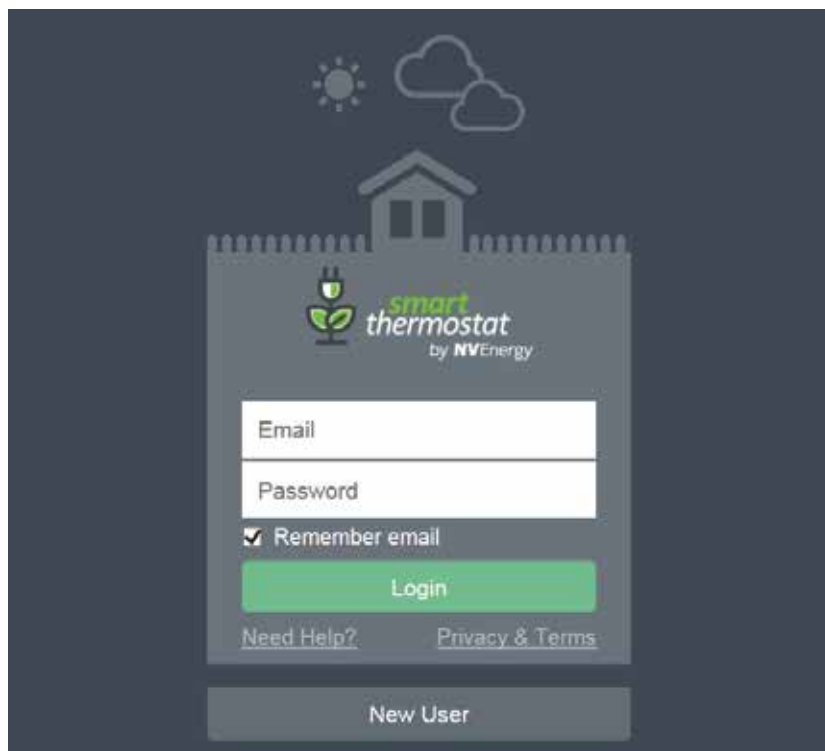 smart
thermostat
by NVEnergy
Email
Password
Remember email
Login
Need Help? Privacy & Terms
New User